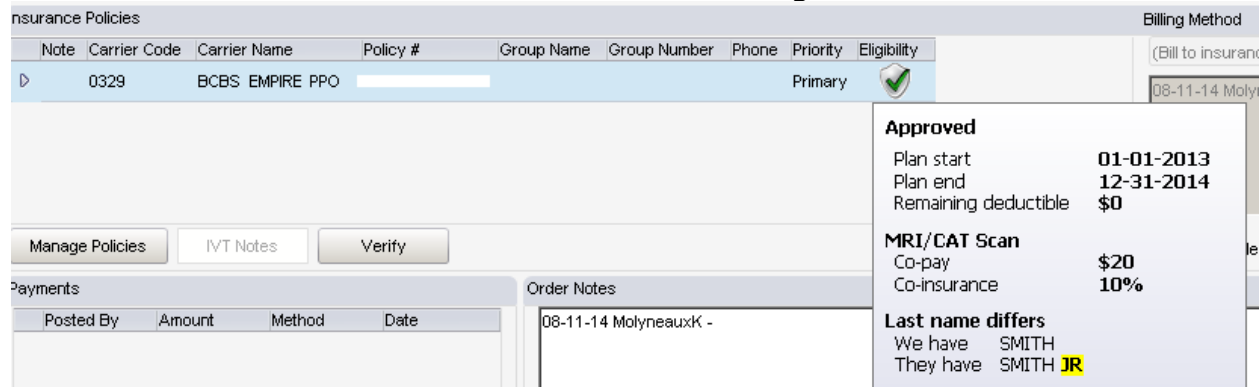 nsurance Policies
Billing Method
Note Carrier Code Carrier Name Policy # Group Name Group Number Phone Priority Eligibility
(Bill to insuranc
0329 BCBS EMPIRE PPO Primary
08-11-14 Molyn
Approved
Plan start 01-01-2013
Plan end 12-31-2014
Remaining deductible $0
Manage Policies IVT Notes Verify
MRI/CAT Scan
Co-pay $20
Co-insurance 10%
Payments
Order Notes
Posted By Amount Method Date
08-11-14 MolyneauxK -
Last name differs
We have SMITH
They have SMITH JR